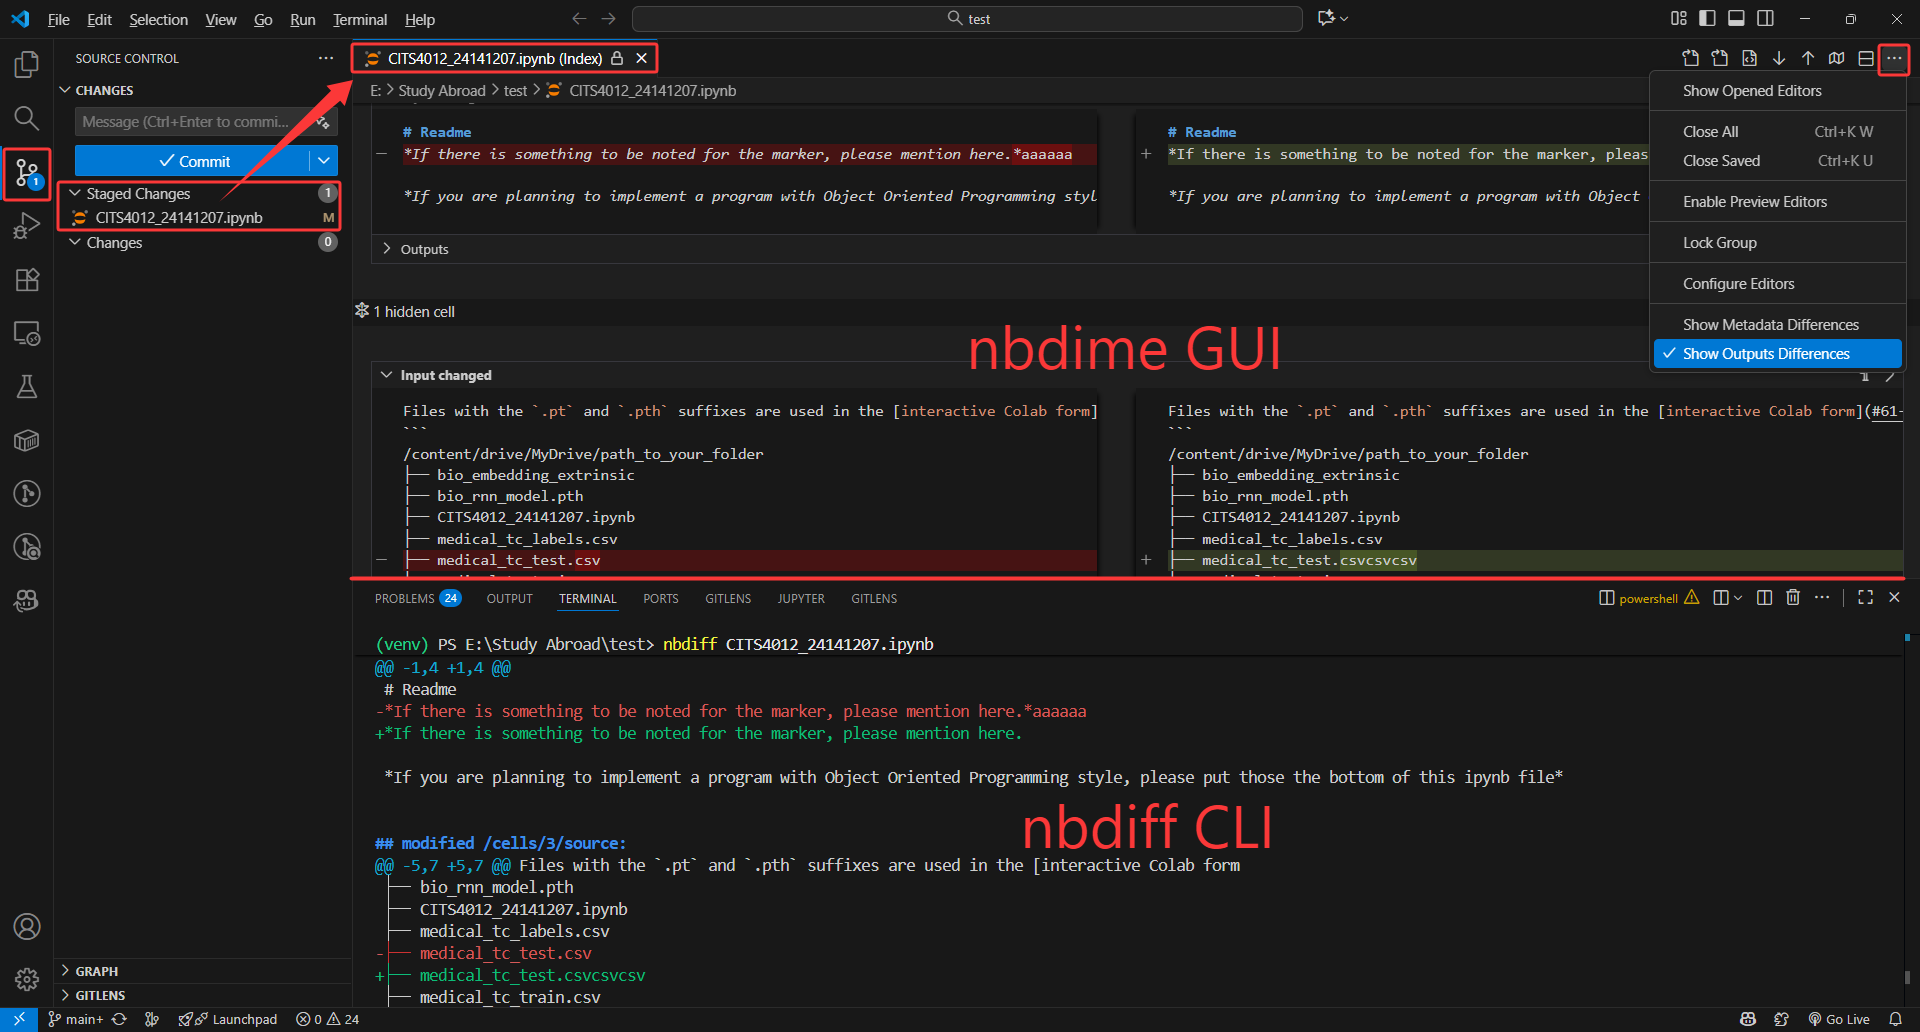 File Edit Selection View Go Run Terminal Help
test
SOURCE CONTROL
CHANGES
Message (Ctrl+Enter to commi...
Commit
Staged Changes 1
CITS4012_24141207.ipynb M
Changes 0
GRAPH
GITLENS
CITS4012_24141207.ipynb (Index)
E: > Study Abroad > test > CITS4012_24141207.ipynb
# Readme
*If there is something to be noted for the marker, please mention here.*aaaaaa
*If you are planning to implement a program with Object Oriented Programming styl
# Readme
*If there is something to be noted for the marker, pleas
*If you are planning to implement a program with Object
Outputs
1 hidden cell
nbdime GUI
Input changed
Files with the `.pt` and `.pth` suffixes are used in the [interactive Colab form]
```
/content/drive/MyDrive/path_to_your_folder
├── bio_embedding_extrinsic
├── bio_rnn_model.pth
├── CITS4012_24141207.ipynb
├── medical_tc_labels.csv
— ├── medical_tc_test.csv
Files with the `.pt` and `.pth` suffixes are used in the [interactive Colab form](#61-
```
/content/drive/MyDrive/path_to_your_folder
├── bio_embedding_extrinsic
├── bio_rnn_model.pth
├── CITS4012_24141207.ipynb
├── medical_tc_labels.csv
+ ├── medical_tc_test.csvcsvcsv
Show Opened Editors
Close All Ctrl+K W
Close Saved Ctrl+K U
Enable Preview Editors
Lock Group
Configure Editors
Show Metadata Differences
Show Outputs Differences
PROBLEMS 24 OUTPUT TERMINAL PORTS GITLENS JUPYTER GITLENS
powershell
(venv) PS E:\Study Abroad\test> nbdiff CITS4012_24141207.ipynb
@@ -1,4 +1,4 @@
# Readme
-*If there is something to be noted for the marker, please mention here.*aaaaaa
+*If there is something to be noted for the marker, please mention here.
*If you are planning to implement a program with Object Oriented Programming style, please put those the bottom of this ipynb file*
nbdiff CLI
## modified /cells/3/source:
@@ -5,7 +5,7 @@ Files with the `.pt` and `.pth` suffixes are used in the [interactive Colab form
├── bio_rnn_model.pth
├── CITS4012_24141207.ipynb
├── medical_tc_labels.csv
-├── medical_tc_test.csv
+├── medical_tc_test.csvcsvcsv
├── medical_tc_train.csv
main+ Launchpad 0 24 Go Live